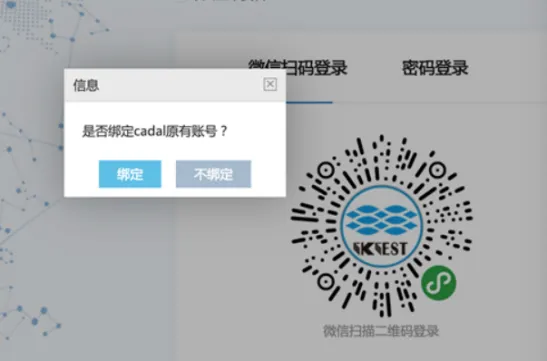 微信扫码登录 密码登录
信息
是否绑定cadal原有账号？
绑定 不绑定
IKCEST
微信扫描二维码登录